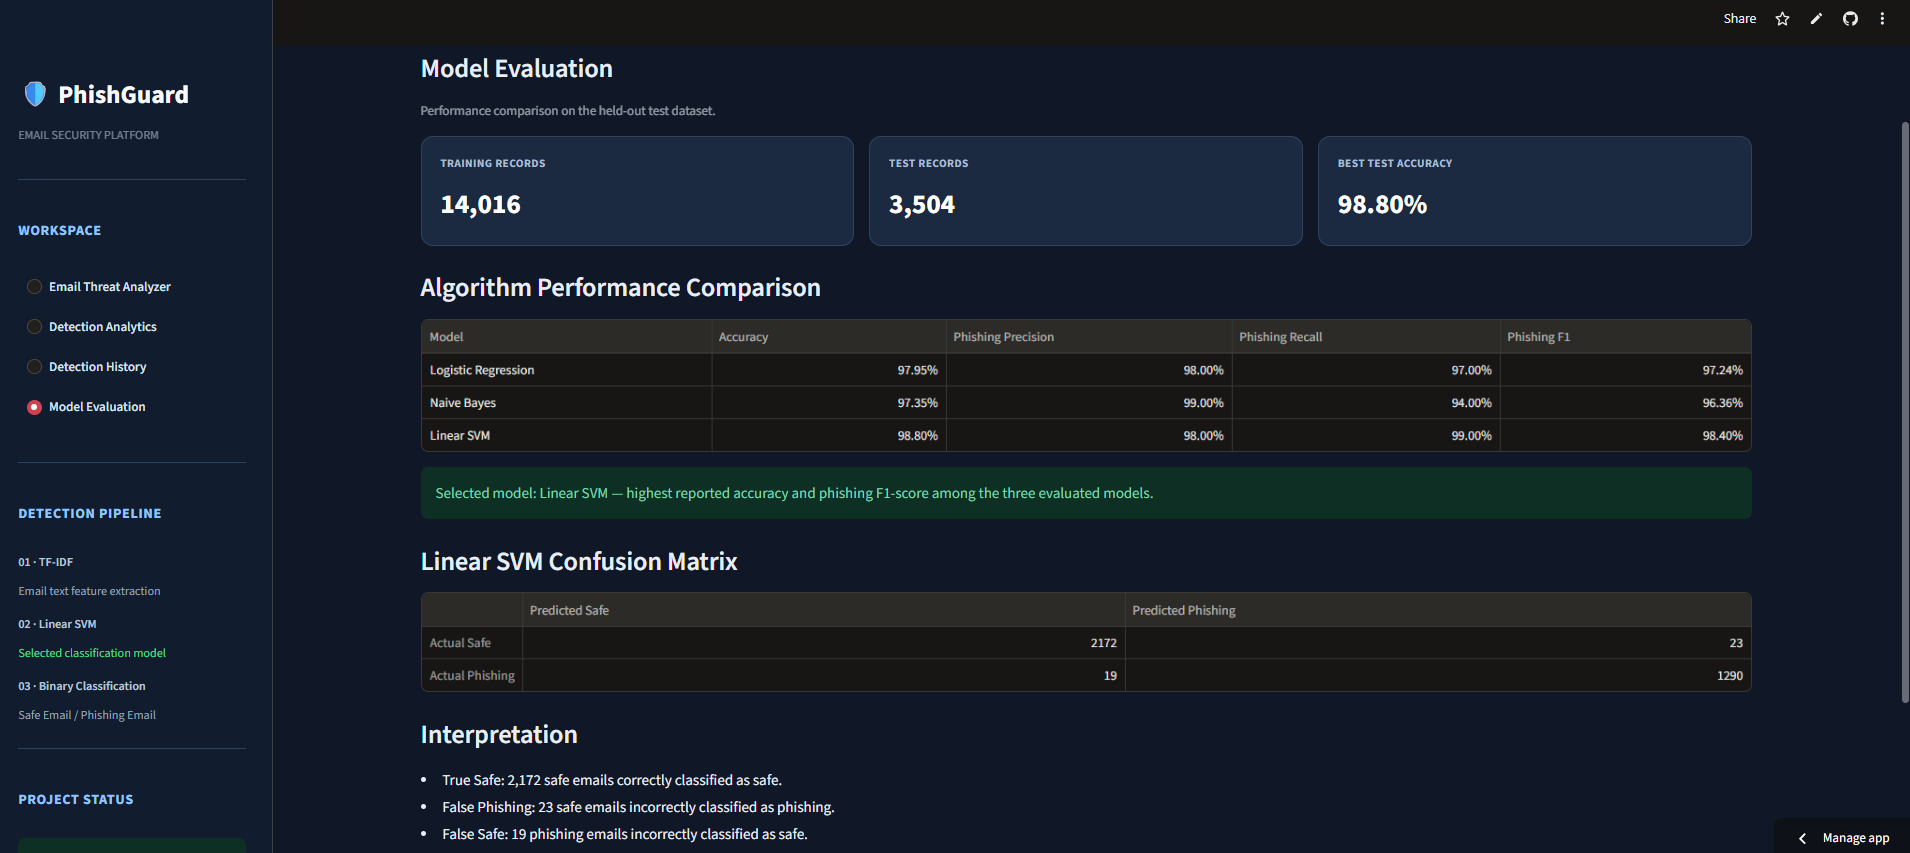 Share
PhishGuard
EMAIL SECURITY PLATFORM
WORKSPACE
Email Threat Analyzer
Detection Analytics
Detection History
Model Evaluation
DETECTION PIPELINE
01 · TF-IDF
Email text feature extraction
02 · Linear SVM
Selected classification model
03 · Binary Classification
Safe Email / Phishing Email
PROJECT STATUS
Model Evaluation
Performance comparison on the held-out test dataset.
TRAINING RECORDS
14,016
TEST RECORDS
3,504
BEST TEST ACCURACY
98.80%
Algorithm Performance Comparison
Model Accuracy Phishing Precision Phishing Recall Phishing F1
Logistic Regression 97.95% 98.00% 97.00% 97.24%
Naive Bayes 97.35% 99.00% 94.00% 96.36%
Linear SVM 98.80% 98.00% 99.00% 98.40%
Selected model: Linear SVM — highest reported accuracy and phishing F1-score among the three evaluated models.
Linear SVM Confusion Matrix
Predicted Safe Predicted Phishing
Actual Safe 2172 23
Actual Phishing 19 1290
Interpretation
• True Safe: 2,172 safe emails correctly classified as safe.
• False Phishing: 23 safe emails incorrectly classified as phishing.
• False Safe: 19 phishing emails incorrectly classified as safe.
Manage app